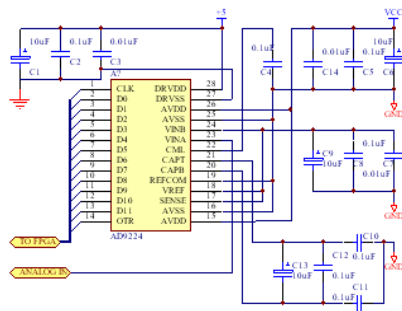 +5
VCC
10uF
0.1uF
0.01uF
C1
C2
C3
A?
0.1uF
C4
0.01uF
0.1uF
10uF
C14
C5
C6
GND
1 CLK DRVDD 28
2 D0 DRVSS 27
3 D1 AVDD 26
4 D2 AVSS 25
5 D3 VINB 24
6 D4 VINA 23
7 D5 CML 22
8 D6 CAPT 21
9 D7 CAPB 20
10 D8 REFCOM 19
11 D9 VREF 18
12 D10 SENSE 17
13 D11 AVSS 16
14 OTR AVDD 15
AD9224
C9
10uF
C8
0.1uF
C7
0.01uF
GND
TO FPGA
ANALOG IN
C10
0.1uF
C13
10uF
C12
0.1uF
C11
0.1uF
GND